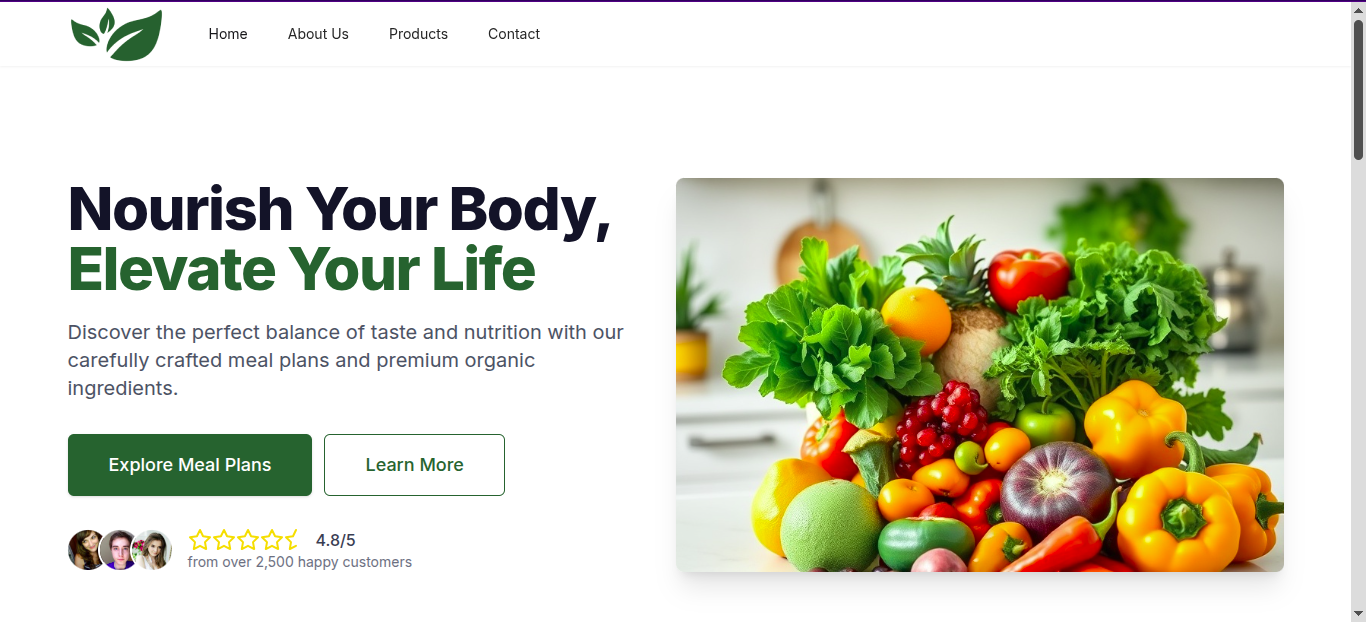 Home About Us Products Contact
Nourish Your Body,
Elevate Your Life
Discover the perfect balance of taste and nutrition with our
carefully crafted meal plans and premium organic
ingredients.
Explore Meal Plans Learn More
4.8/5
from over 2,500 happy customers